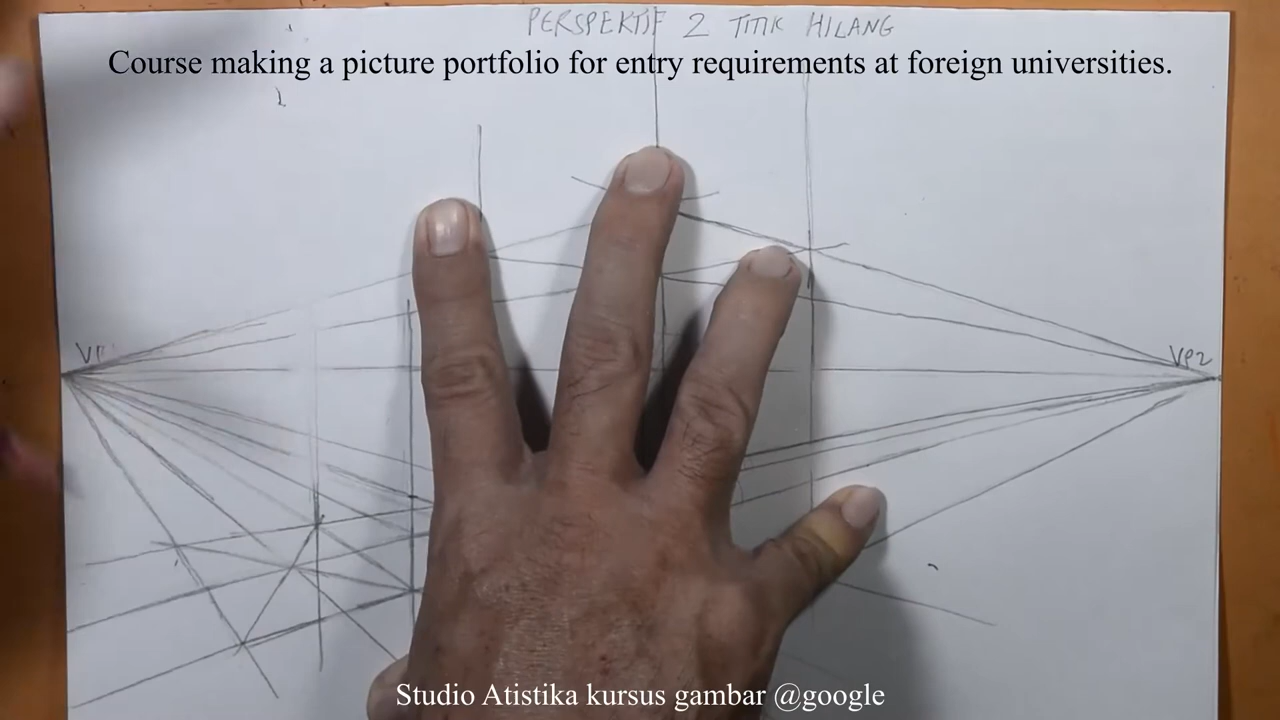 PERSPEKTIF 2 TITIK HILANG
Course making a picture portfolio for entry requirements at foreign universities.
VP2
Studio Atistika kursus gambar @google